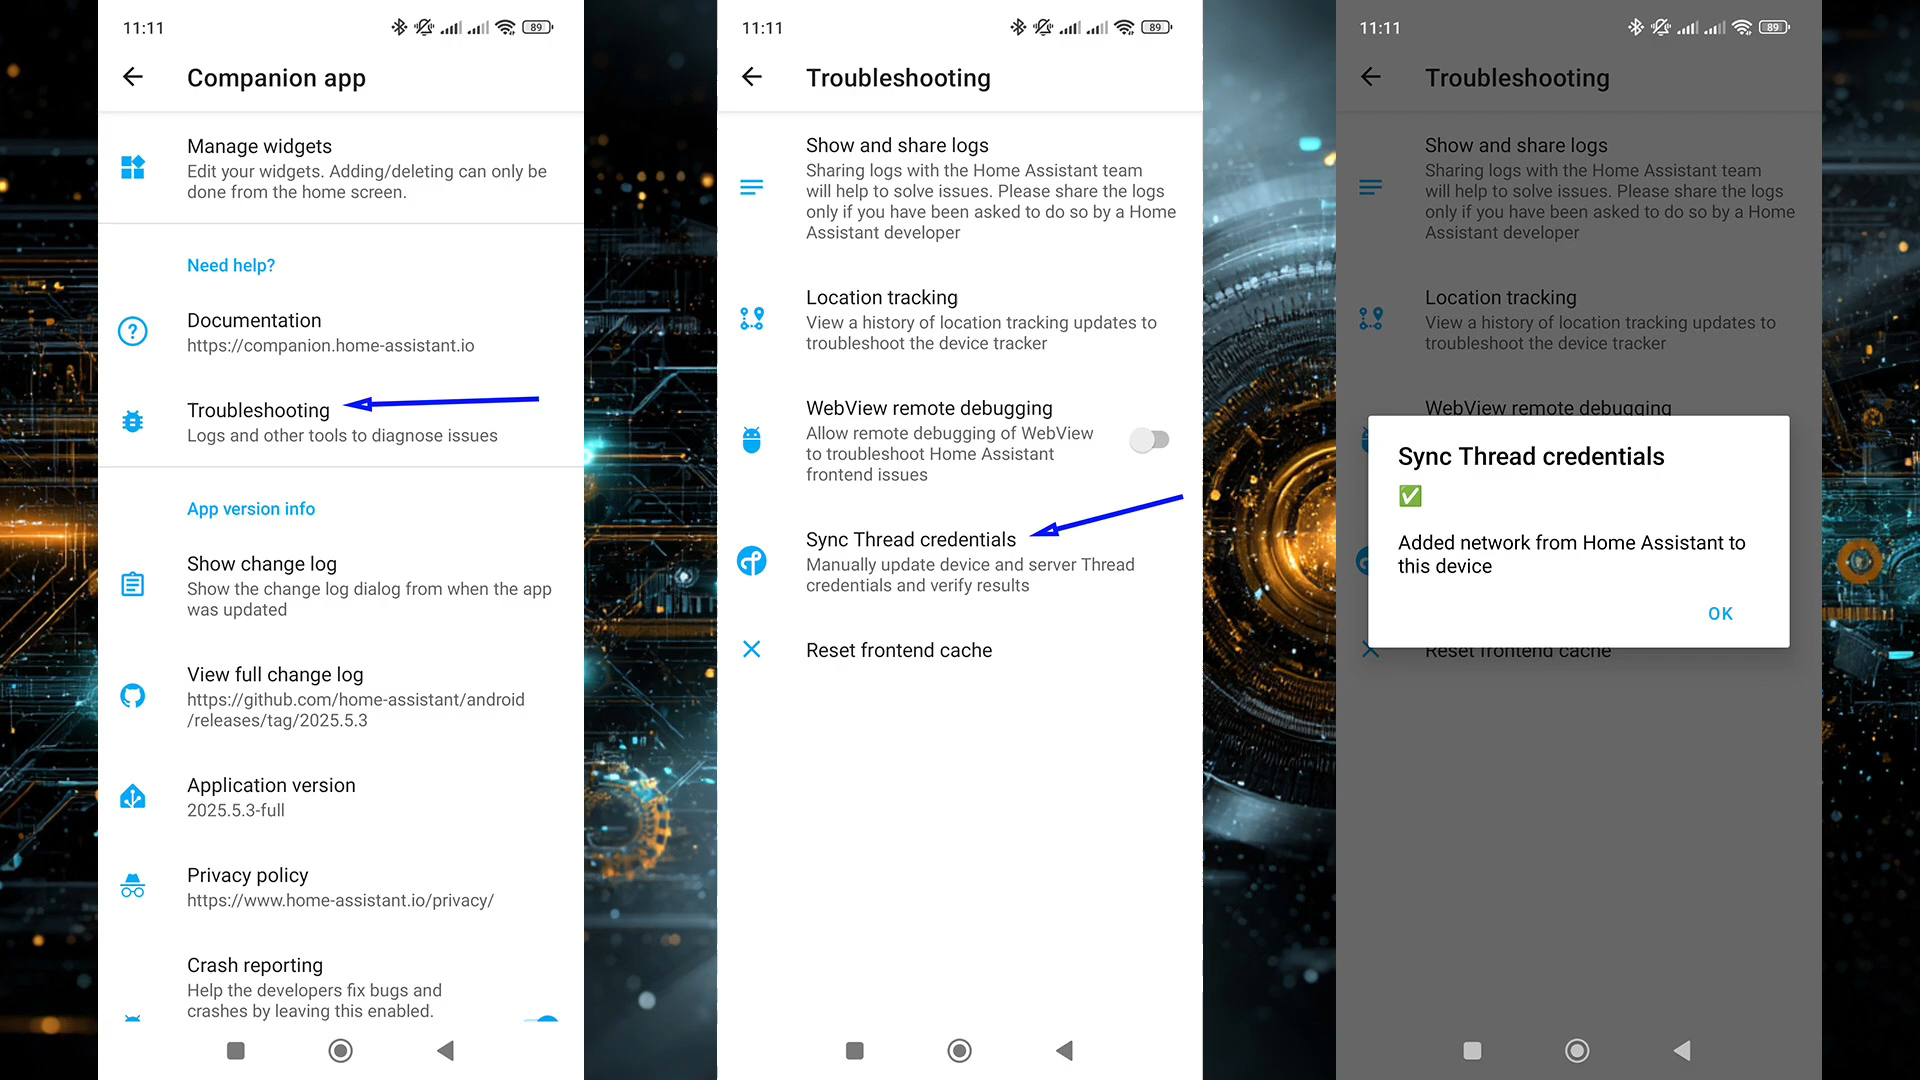 11:11
89
Companion app
Manage widgets
Edit your widgets. Adding/deleting can only be
done from the home screen.
Need help?
Documentation
https://companion.home-assistant.io
Troubleshooting
Logs and other tools to diagnose issues
App version info
Show change log
Show the change log dialog from when the app
was updated
View full change log
https://github.com/home-assistant/android
/releases/tag/2025.5.3
Application version
2025.5.3-full
Privacy policy
https://www.home-assistant.io/privacy/
Crash reporting
Help the developers fix bugs and
crashes by leaving this enabled.
11:11
89
Troubleshooting
Show and share logs
Sharing logs with the Home Assistant team
will help to solve issues. Please share the logs
only if you have been asked to do so by a Home
Assistant developer
Location tracking
View a history of location tracking updates to
troubleshoot the device tracker
WebView remote debugging
Allow remote debugging of WebView
to troubleshoot Home Assistant
frontend issues
Sync Thread credentials
Manually update device and server Thread
credentials and verify results
Reset frontend cache
11:11
89
Troubleshooting
Show and share logs
Sharing logs with the Home Assistant team
will help to solve issues. Please share the logs
only if you have been asked to do so by a Home
Assistant developer
Location tracking
View a history of location tracking updates to
troubleshoot the device tracker
WebView remote debugging
Sync Thread credentials
Added network from Home Assistant to
this device
OK
Reset frontend cache